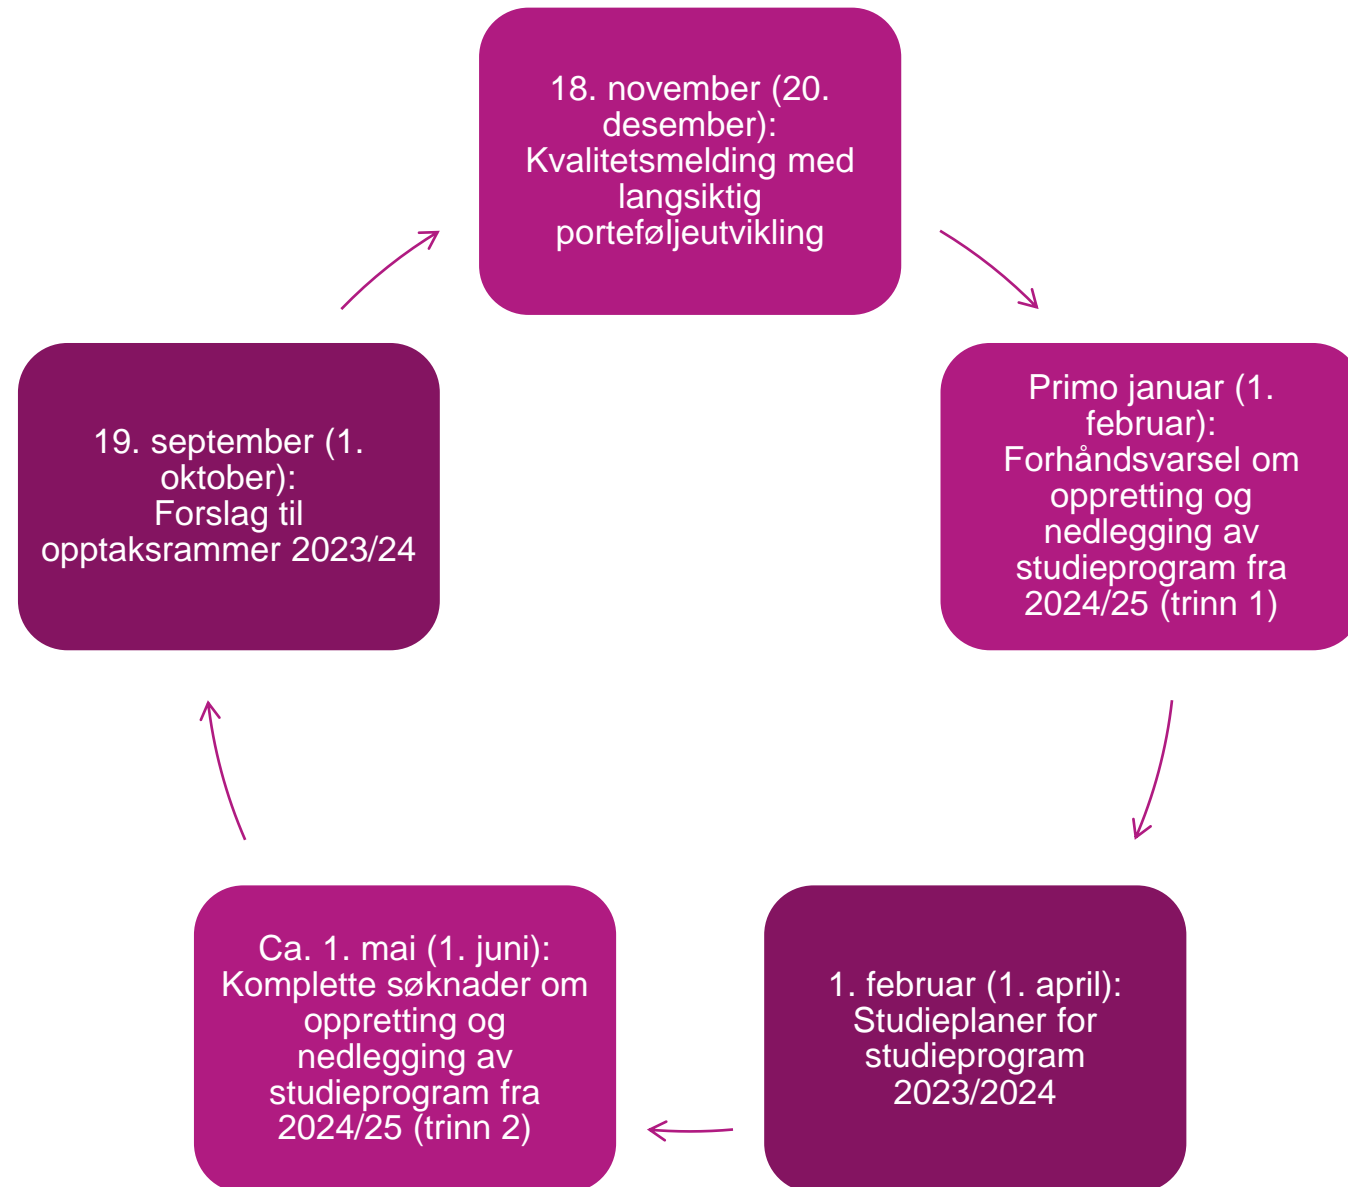 18. november (20.
desember):
Kvalitetsmelding med
langsiktig
porteføljeutvikling
Primo januar (1.
februar):
Forhåndsvarsel om
oppretting og
nedlegging av
studieprogram fra
2024/25 (trinn 1)
1. februar (1. april):
Studieplaner for
studieprogram
2023/2024
Ca. 1. mai (1. juni):
Komplette søknader om
oppretting og
nedlegging av
studieprogram fra
2024/25 (trinn 2)
19. september (1.
oktober):
Forslag til
opptaksrammer 2023/24